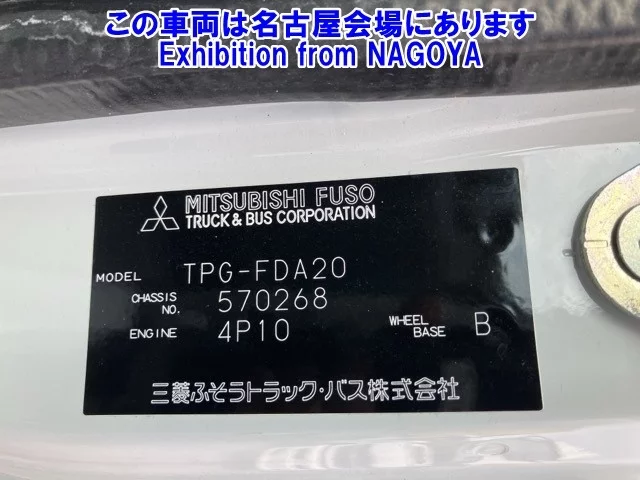 この車両は名古屋会場にあります
Exhibition from NAGOYA
MITSUBISHI FUSO
TRUCK & BUS CORPORATION
MODEL TPG-FDA20
CHASSIS NO. 570268
ENGINE 4P10 WHEEL BASE B
三菱ふそうトラック・バス株式会社